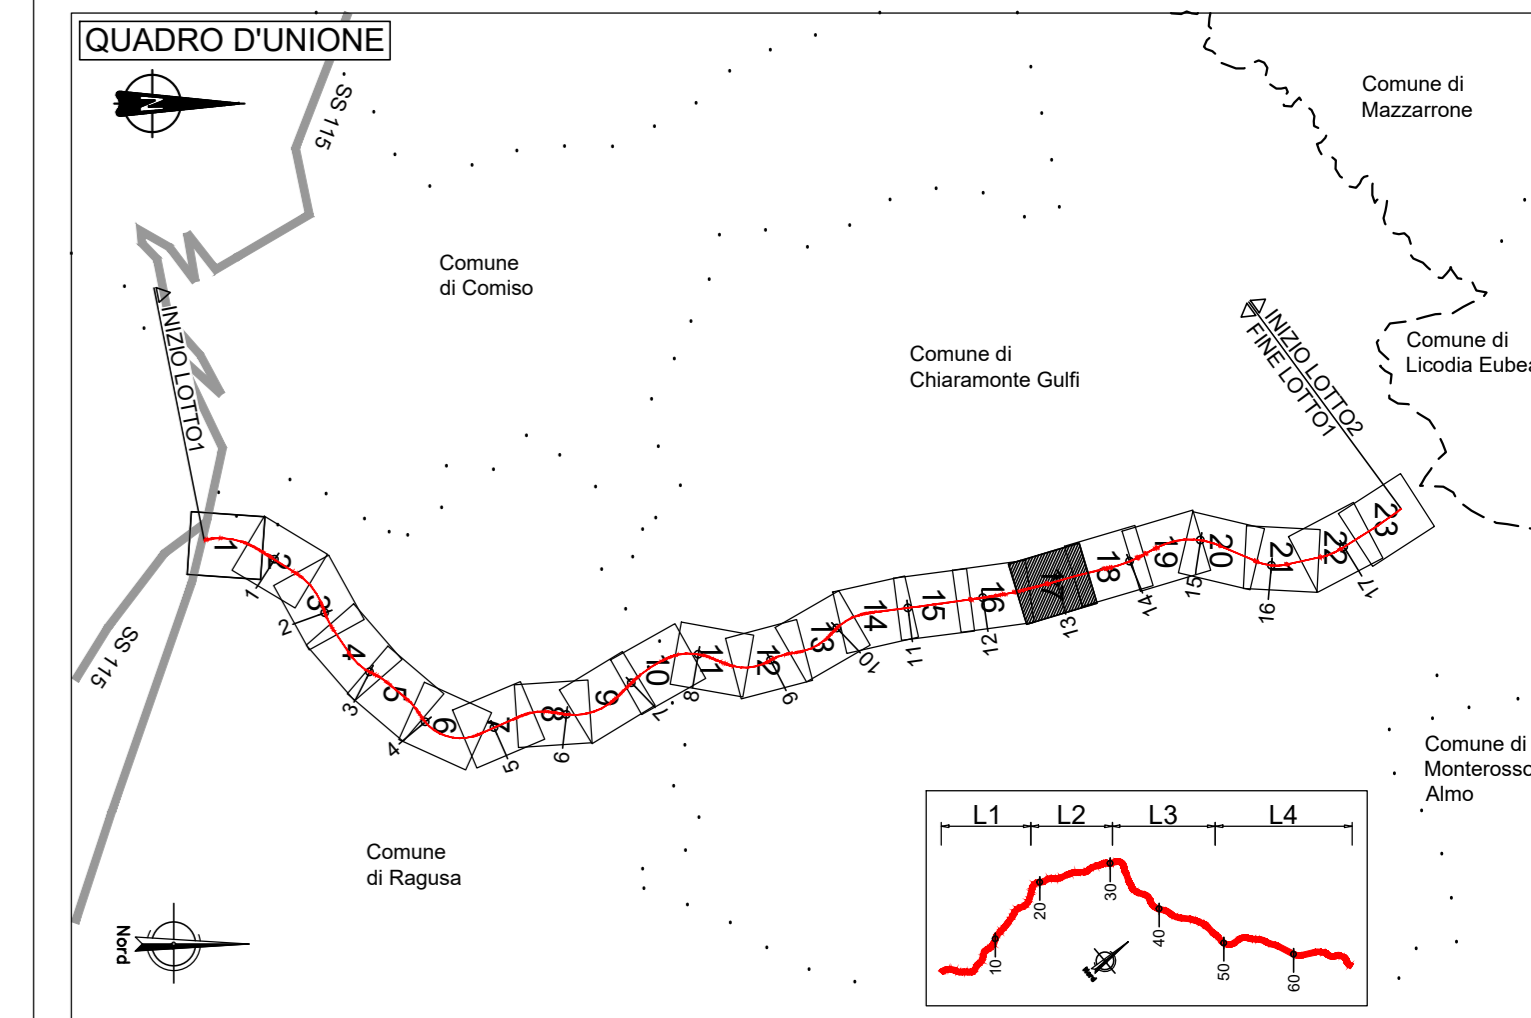 QUADRO D'UNIONE
N
SS 115
Comune di
Mazzarrone
Comune
di Comiso
INIZIO LOTTO1
Comune di
Chiaramonte Gulfi
INIZIO LOTTO2
FINE LOTTO1
Comune di
Licodia Eubea
1
2
3
4
5
6
7
8
9
10
11
12
13
14
15
16
17
18
19
20
21
22
23
1
2
3
4
5
6
7
8
9
10
11
12
13
14
15
16
17
SS 115
Comune di
Monterosso
Almo
Comune
di Ragusa
Nord
L1
L2
L3
L4
10
20
30
40
50
60
Nord